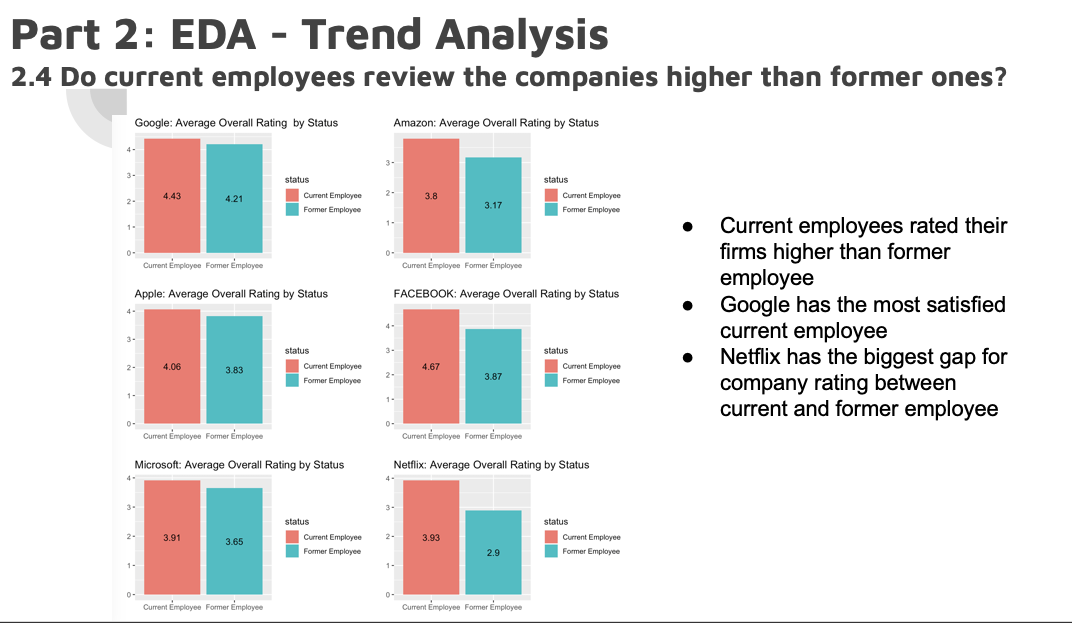 Part 2: EDA - Trend Analysis
2.4 Do current employees review the companies higher than former ones?
Google: Average Overall Rating  by Status
4
3
2
1
0
4.43
4.21
Current Employee
Former Employee
status
Current Employee
Former Employee
Amazon: Average Overall Rating by Status
3
2
1
0
3.8
3.17
Current Employee
Former Employee
status
Current Employee
Former Employee
Apple: Average Overall Rating by Status
4
3
2
1
0
4.06
3.83
Current Employee
Former Employee
status
Current Employee
Former Employee
FACEBOOK: Average Overall Rating by Status
4
3
2
1
0
4.67
3.87
Current Employee
Former Employee
status
Current Employee
Former Employee
Microsoft: Average Overall Rating by Status
4
3
2
1
0
3.91
3.65
Current Employee
Former Employee
status
Current Employee
Former Employee
Netflix: Average Overall Rating by Status
4
3
2
1
0
3.93
2.9
Current Employee
Former Employee
status
Current Employee
Former Employee
● Current employees rated their
firms higher than former
employee
● Google has the most satisfied
current employee
● Netflix has the biggest gap for
company rating between
current and former employee